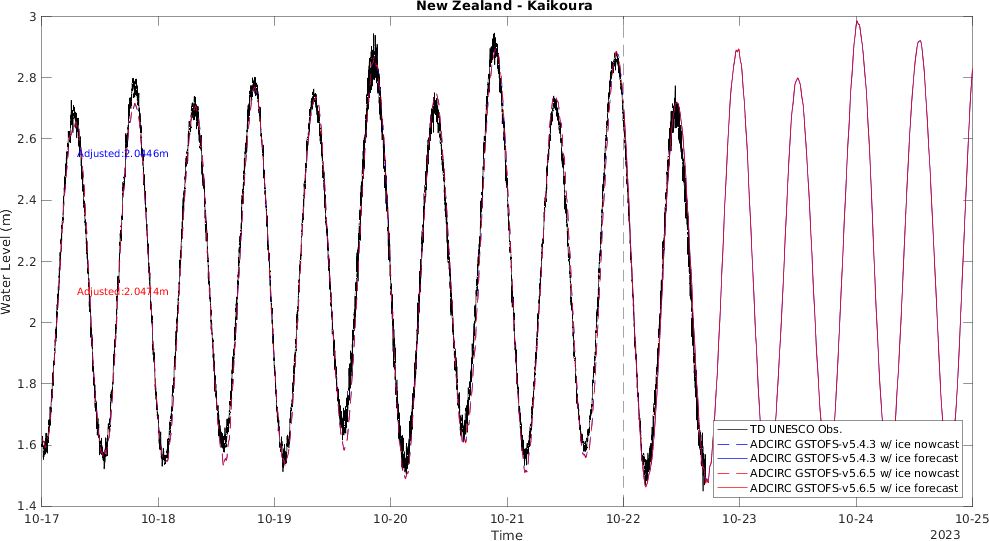 New Zealand - Kaikoura
Water Level (m)
3
2.8
2.6
2.4
2.2
2
1.8
1.6
1.4
Adjusted:2.0446m
Adjusted:2.0474m
TD UNESCO Obs.
ADCIRC GSTOFS-v5.4.3 w/ ice nowcast
ADCIRC GSTOFS-v5.4.3 w/ ice forecast
ADCIRC GSTOFS-v5.6.5 w/ ice nowcast
ADCIRC GSTOFS-v5.6.5 w/ ice forecast
10-17 10-18 10-19 10-20 10-21 10-22 10-23 10-24 10-25
Time
2023